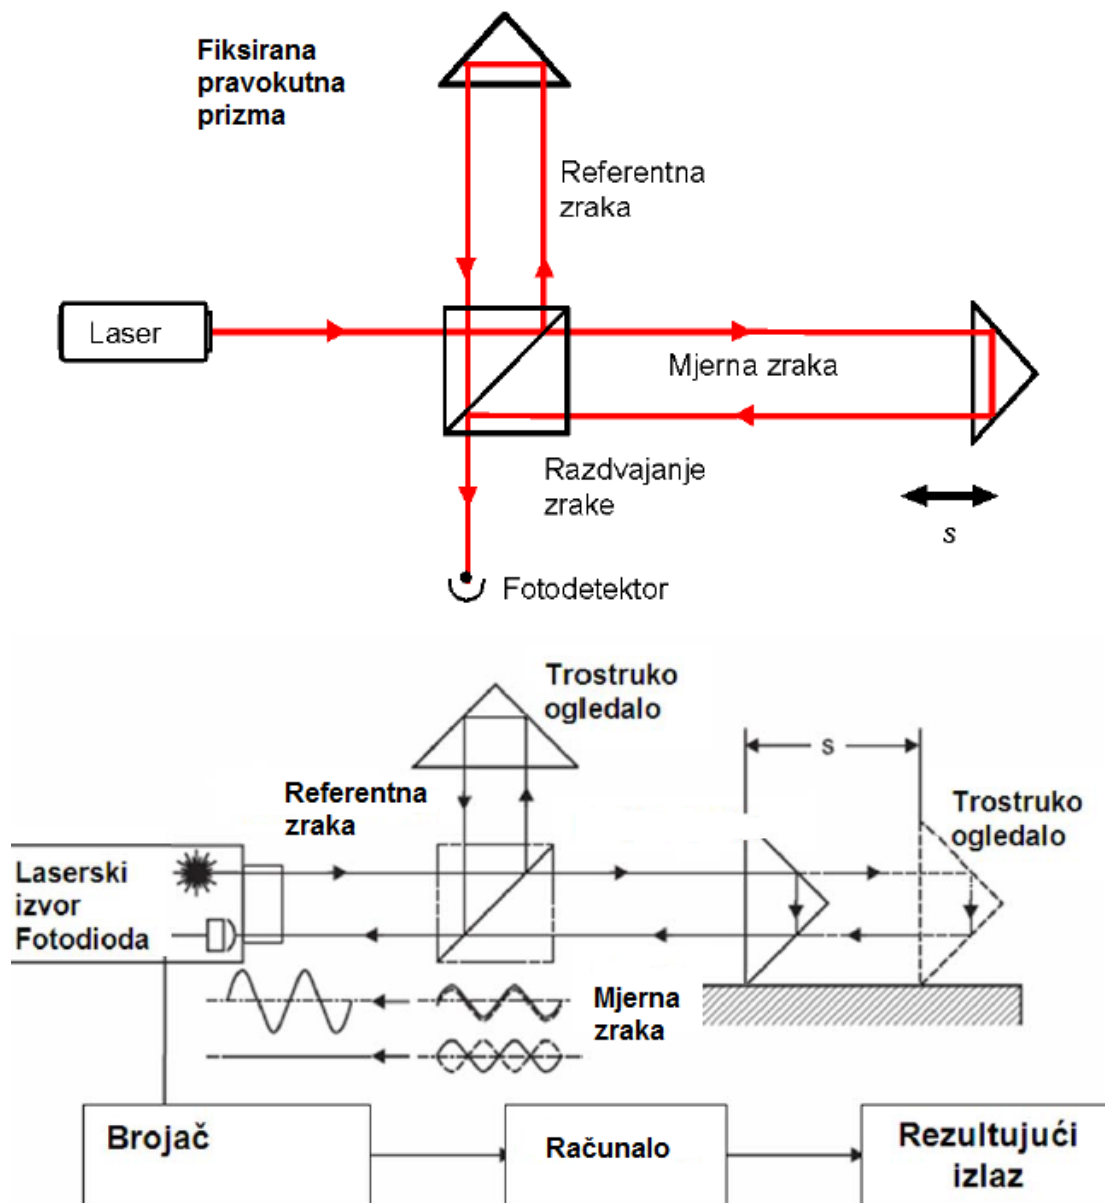 Fiksirana
pravokutna
prizma
Referentna
zraka
Laser
Mjerna zraka
Razdvajanje
zrake
s
Fotodetektor
Trostruko
ogledalo
s
Referentna
zraka
Trostruko
ogledalo
Laserski
izvor
Fotodioda
Mjerna
zraka
Brojač
Računalo
Rezultujući
izlaz